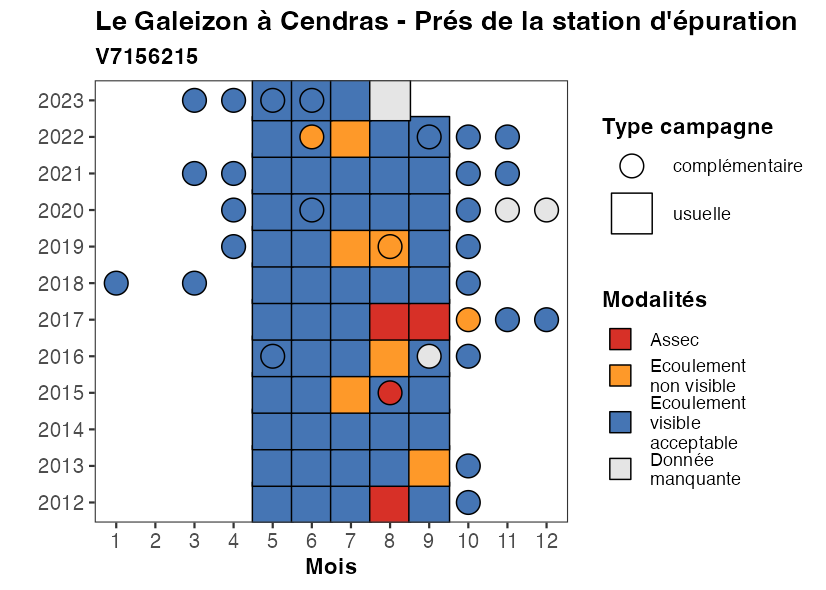 Le Galeizon à Cendras - Prés de la station d'épuration
V7156215
2023
2022
2021
2020
2019
2018
2017
2016
2015
2014
2013
2012
1 2 3 4 5 6 7 8 9 10 11 12
Mois
Type campagne
complémentaire
usuelle
Modalités
Assec
Ecoulement
non visible
Ecoulement
visible
acceptable
Donnée
manquante